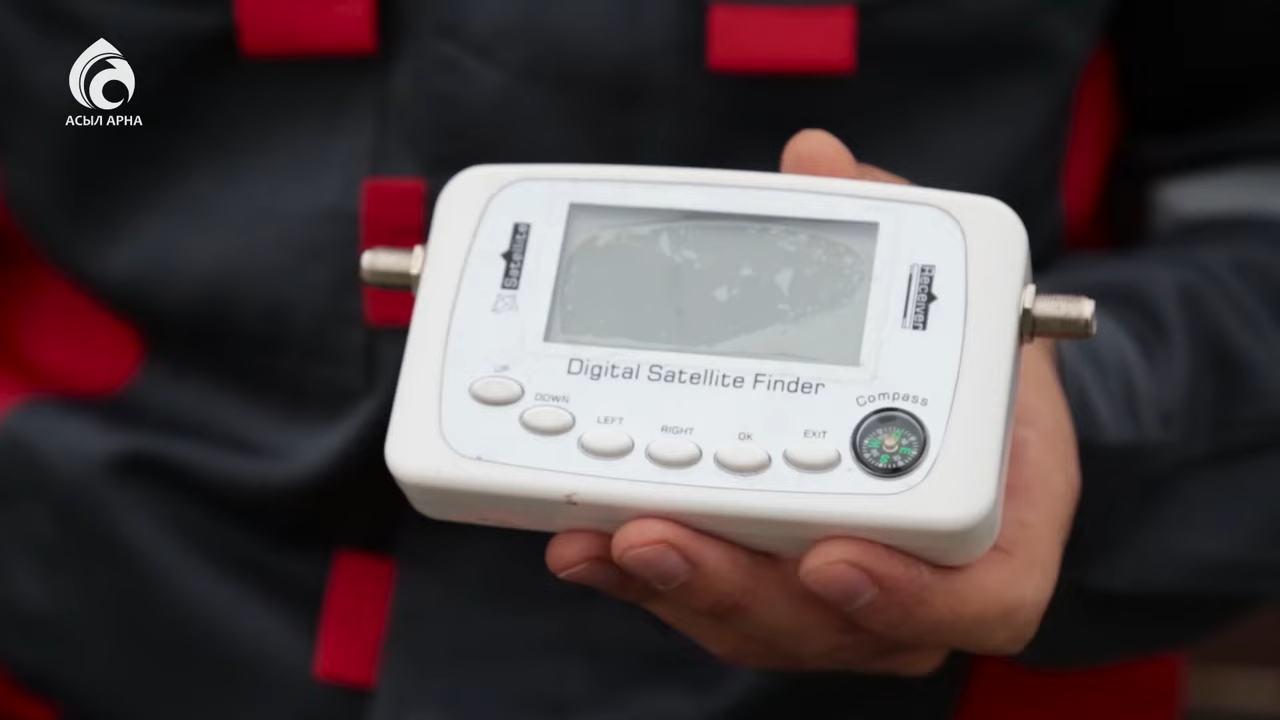 АСЫЛ АРНА
Satellite
Receiver
Digital Satellite Finder
UP
DOWN
LEFT
RIGHT
OK
EXIT
Compass